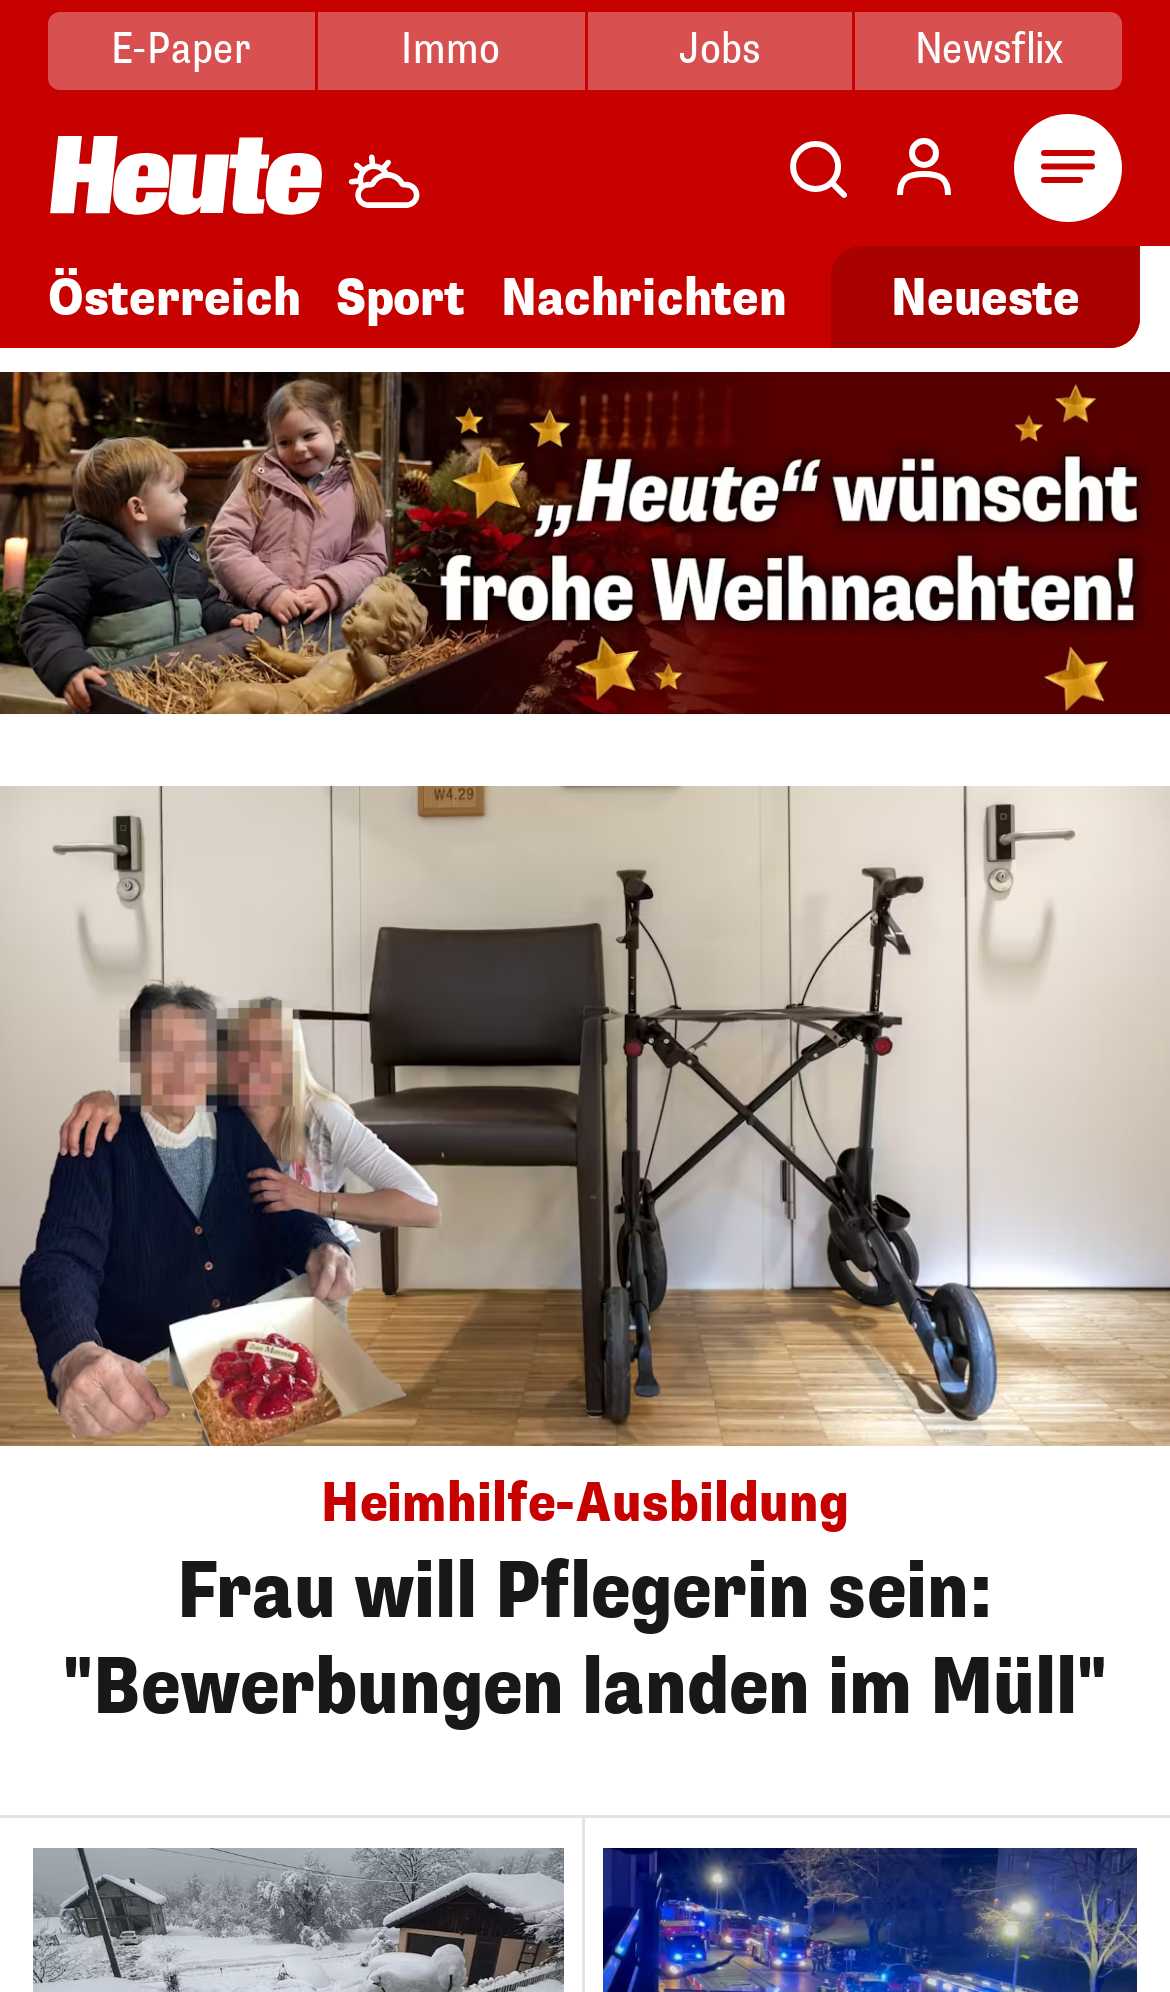 E-Paper Immo Jobs Newsflix
Heute
Österreich Sport Nachrichten Neueste
„Heute“ wünscht
frohe Weihnachten!
W4.29
Heimhilfe-Ausbildung
Frau will Pflegerin sein:
"Bewerbungen landen im Müll"